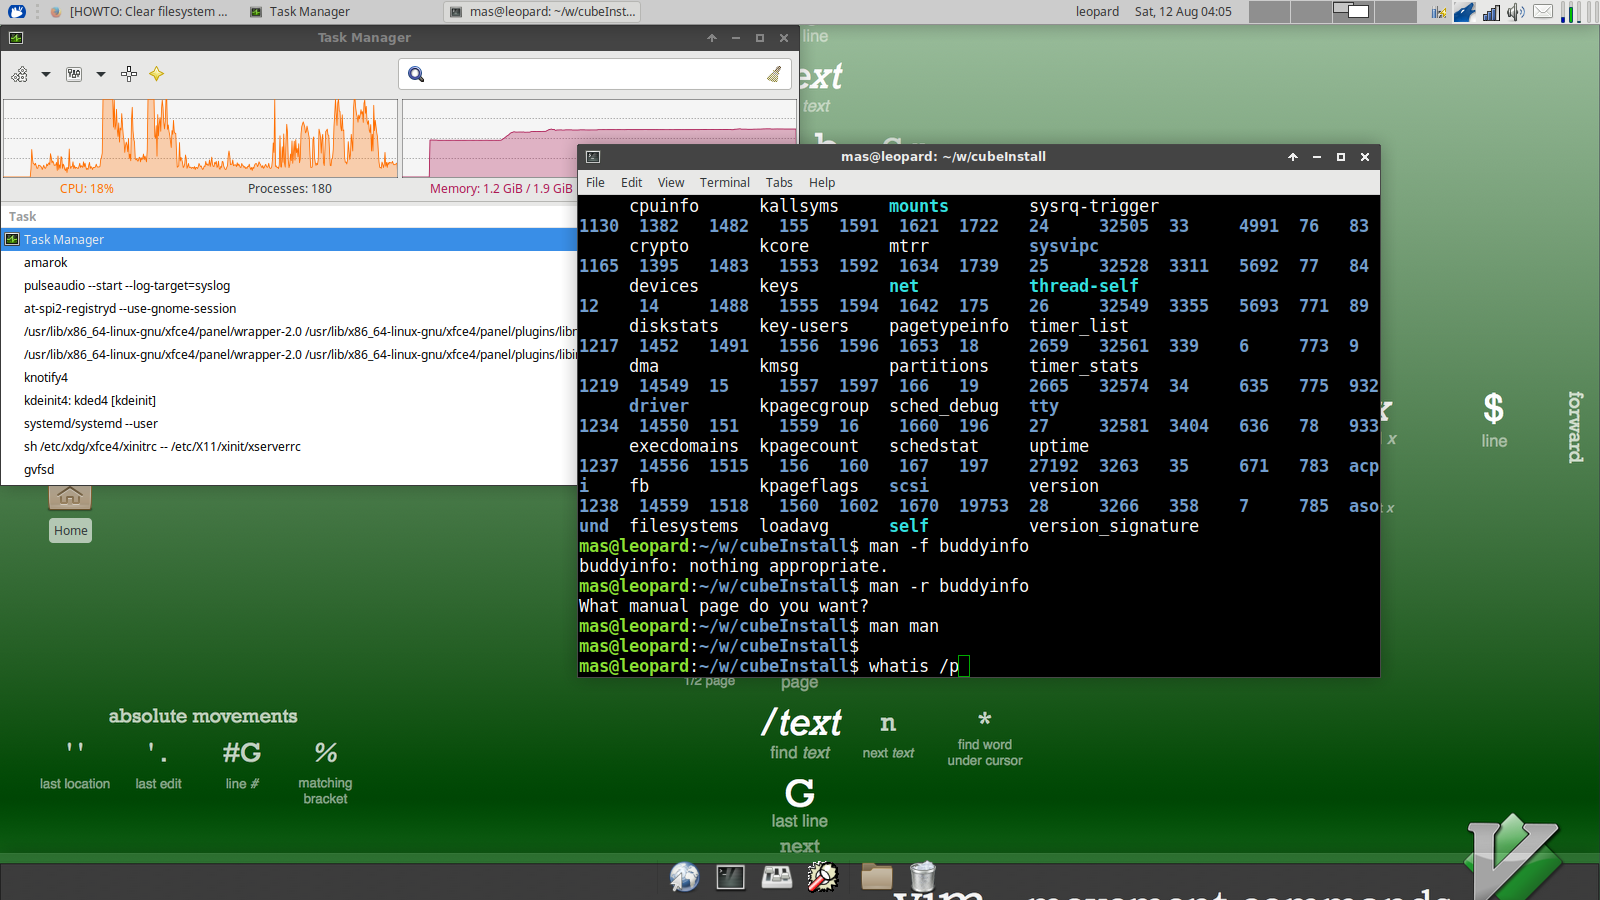 [HOWTO: Clear filesystem ...
Task Manager
mas@leopard: ~/w/cubeInst...
leopard
Sat, 12 Aug 04:05
Task Manager
CPU: 18%
Processes: 180
Memory: 1.2 GiB / 1.9 GiB
Task
Task Manager
amarok
pulseaudio --start --log-target=syslog
at-spi2-registryd --use-gnome-session
/usr/lib/x86_64-linux-gnu/xfce4/panel/wrapper-2.0 /usr/lib/x86_64-linux-gnu/xfce4/panel/plugins/libr
/usr/lib/x86_64-linux-gnu/xfce4/panel/wrapper-2.0 /usr/lib/x86_64-linux-gnu/xfce4/panel/plugins/libi
knotify4
kdeinit4: kded4 [kdeinit]
systemd/systemd --user
sh /etc/xdg/xfce4/xinitrc -- /etc/X11/xinit/xserverrc
gvfsd
Home
line
ext
text
mas@leopard: ~/w/cubeInstall
File Edit View Terminal Tabs Help
cpuinfo kallsyms mounts sysrq-trigger
1130 1382 1482 155 1591 1621 1722 24 32505 33 4991 76 83
crypto kcore mtrr sysvipc
1165 1395 1483 1553 1592 1634 1739 25 32528 3311 5692 77 84
devices keys net thread-self
12 14 1488 1555 1594 1642 175 26 32549 3355 5693 771 89
diskstats key-users pagetypeinfo timer_list
1217 1452 1491 1556 1596 1653 18 2659 32561 339 6 773 9
dma kmsg partitions timer_stats
1219 14549 15 1557 1597 166 19 2665 32574 34 635 775 932
driver kpagecgroup sched_debug tty
1234 14550 151 1559 16 1660 196 27 32581 3404 636 78 933
execdomains kpagecount schedstat uptime
1237 14556 1515 156 160 167 197 27192 3263 35 671 783 acp
i fb kpageflags scsi version
1238 14559 1518 1560 1602 1670 19753 28 3266 358 7 785 aso
und filesystems loadavg self version_signature
mas@leopard:~/w/cubeInstall$ man -f buddyinfo
buddyinfo: nothing appropriate.
mas@leopard:~/w/cubeInstall$ man -r buddyinfo
What manual page do you want?
mas@leopard:~/w/cubeInstall$ man man
mas@leopard:~/w/cubeInstall$
mas@leopard:~/w/cubeInstall$ whatis /p
x
x
$
line
forward
1/2 page
page
absolute movements
''
last location
'.
last edit
#G
line #
%
matching
bracket
/text
find text
n
next text
*
find word
under cursor
G
last line
next
vim movement commands